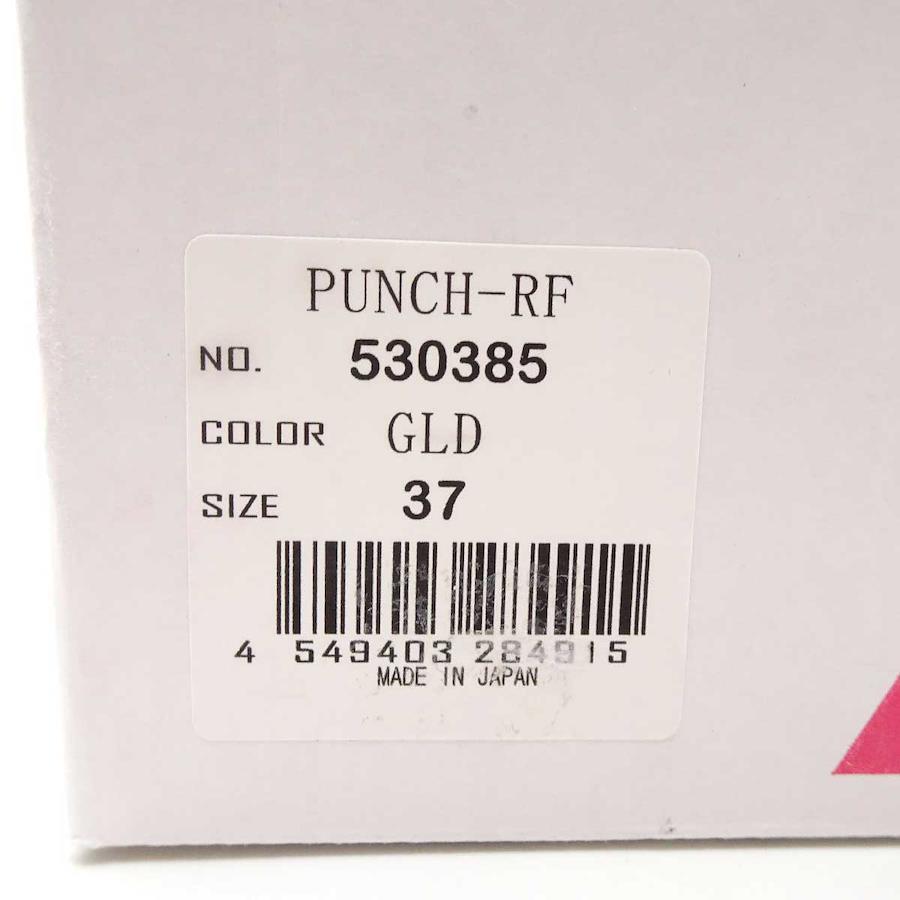 PUNCH-RF
NO. 530385
COLOR GLD
SIZE 37
4 549403 284915
MADE IN JAPAN